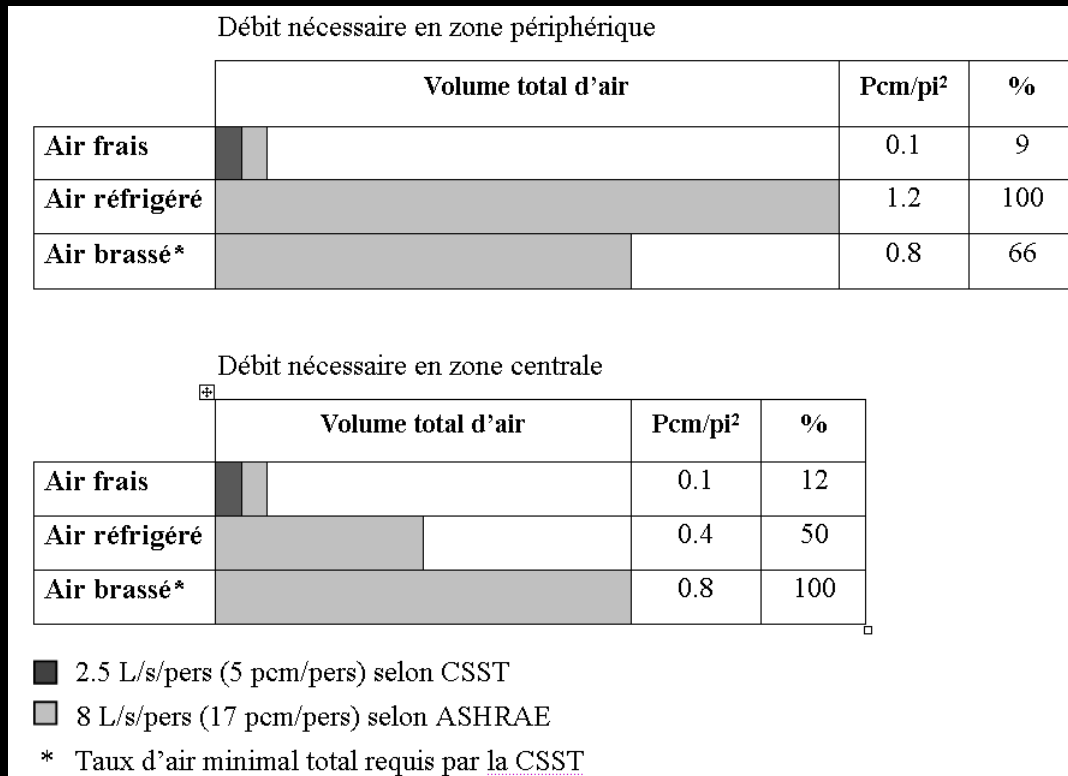 Débit nécessaire en zone périphérique
Volume total d'air Pcm/pi² %
Air frais 0.1 9
Air réfrigéré 1.2 100
Air brassé* 0.8 66
Débit nécessaire en zone centrale
Volume total d'air Pcm/pi² %
Air frais 0.1 12
Air réfrigéré 0.4 50
Air brassé* 0.8 100
2.5 L/s/pers (5 pcm/pers) selon CSST
8 L/s/pers (17 pcm/pers) selon ASHRAE
* Taux d'air minimal total requis par la CSST